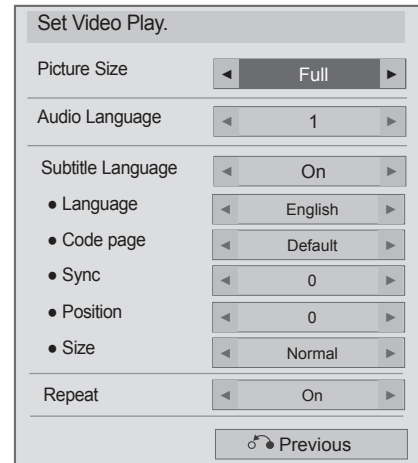 Set Video Play.
Picture Size ◄ Full ►
Audio Language ◄ 1 ►
Subtitle Language ◄ On ►
● Language ◄ English ►
● Code page ◄ Default ►
● Sync ◄ 0 ►
● Position ◄ 0 ►
● Size ◄ Normal ►
Repeat ◄ On ►
Previous